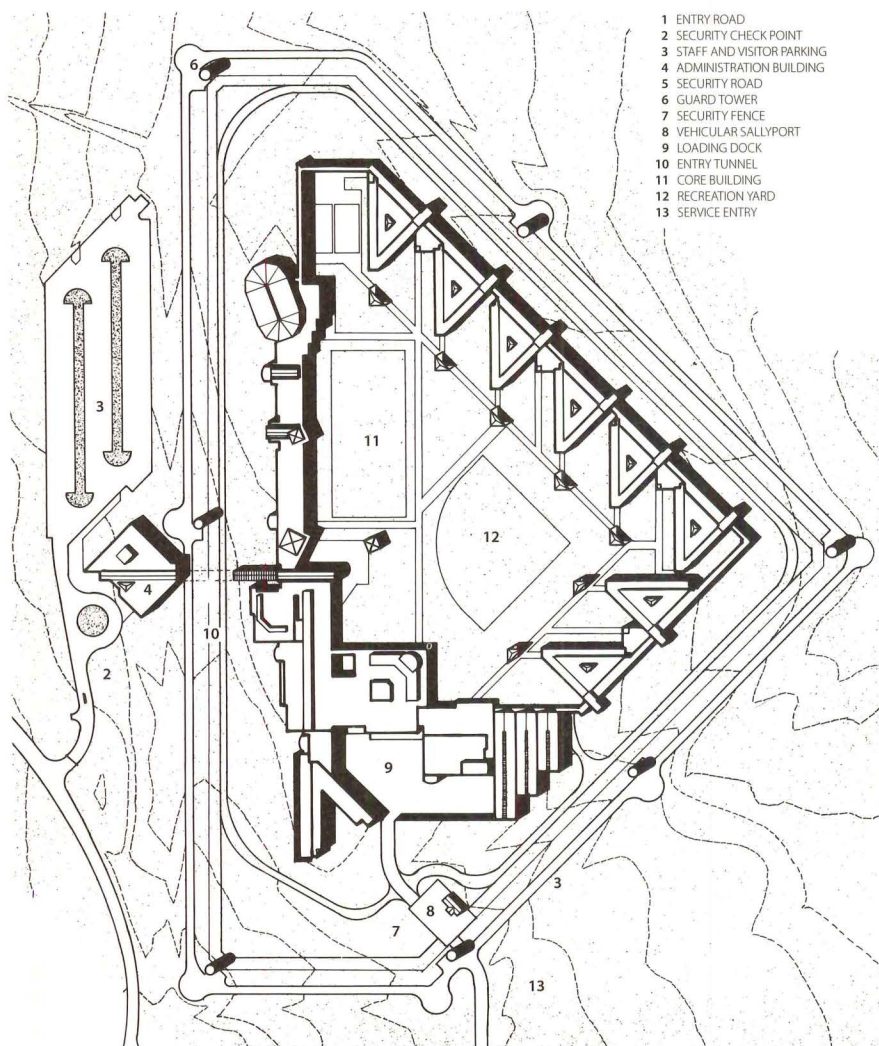 1 ENTRY ROAD
2 SECURITY CHECK POINT
3 STAFF AND VISITOR PARKING
4 ADMINISTRATION BUILDING
5 SECURITY ROAD
6 GUARD TOWER
7 SECURITY FENCE
8 VEHICULAR SALLYPORT
9 LOADING DOCK
10 ENTRY TUNNEL
11 CORE BUILDING
12 RECREATION YARD
13 SERVICE ENTRY
6
3
11
12
4
10
2
9
3
8
7
13